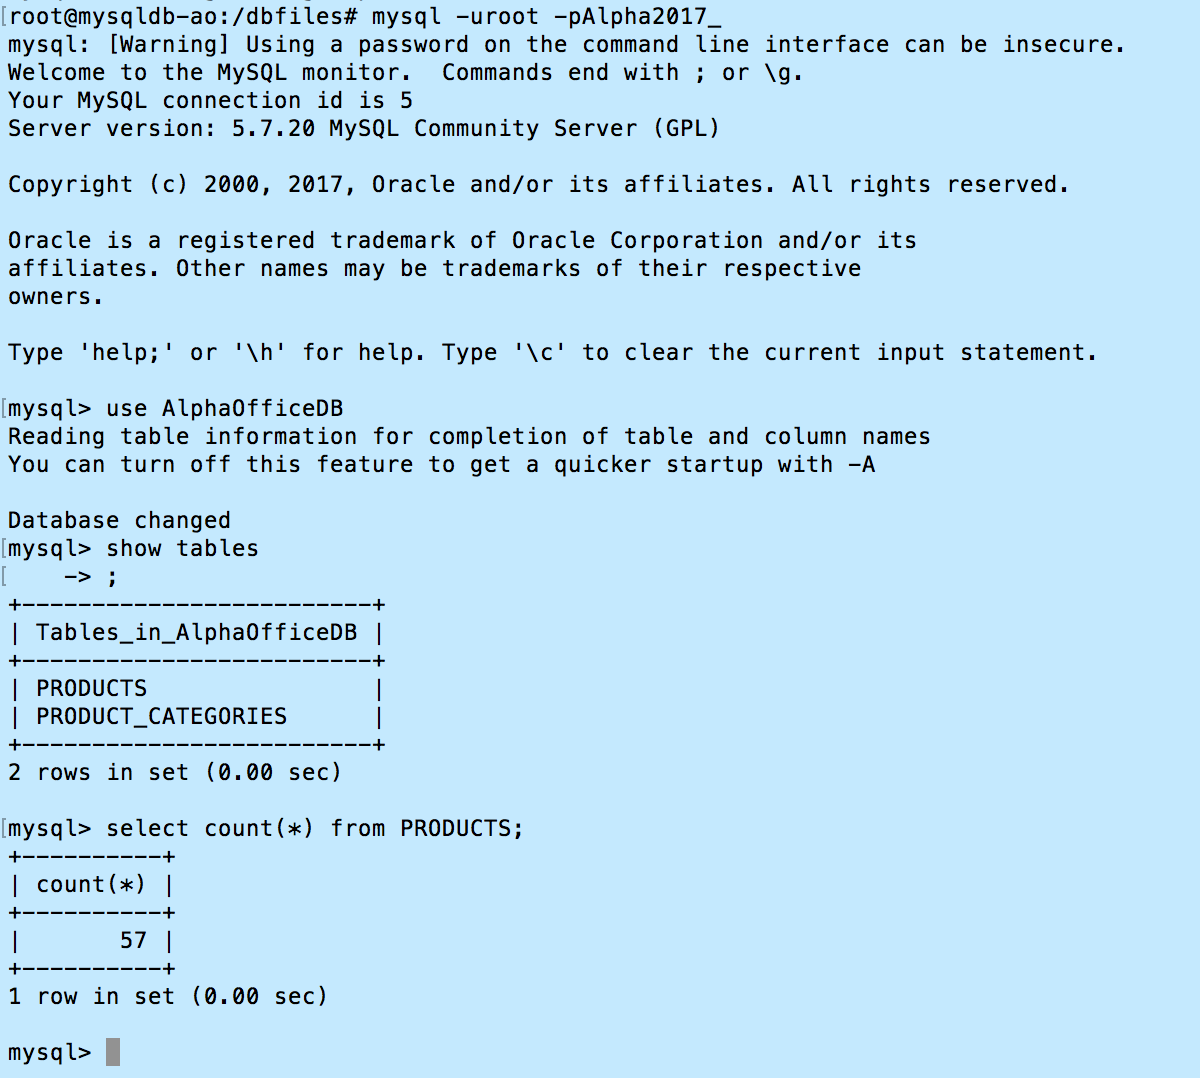 [root@mysqldb-ao:/dbfiles# mysql -uroot -pAlpha2017_
mysql: [Warning] Using a password on the command line interface can be insecure.
Welcome to the MySQL monitor.  Commands end with ; or \g.
Your MySQL connection id is 5
Server version: 5.7.20 MySQL Community Server (GPL)

Copyright (c) 2000, 2017, Oracle and/or its affiliates. All rights reserved.

Oracle is a registered trademark of Oracle Corporation and/or its
affiliates. Other names may be trademarks of their respective
owners.

Type 'help;' or '\h' for help. Type '\c' to clear the current input statement.

[mysql> use AlphaOfficeDB
Reading table information for completion of table and column names
You can turn off this feature to get a quicker startup with -A

Database changed
[mysql> show tables
[    -> ;
+-------------------------+
| Tables_in_AlphaOfficeDB |
+-------------------------+
| PRODUCTS                |
| PRODUCT_CATEGORIES      |
+-------------------------+
2 rows in set (0.00 sec)

[mysql> select count(*) from PRODUCTS;
+----------+
| count(*) |
+----------+
|       57 |
+----------+
1 row in set (0.00 sec)

mysql>